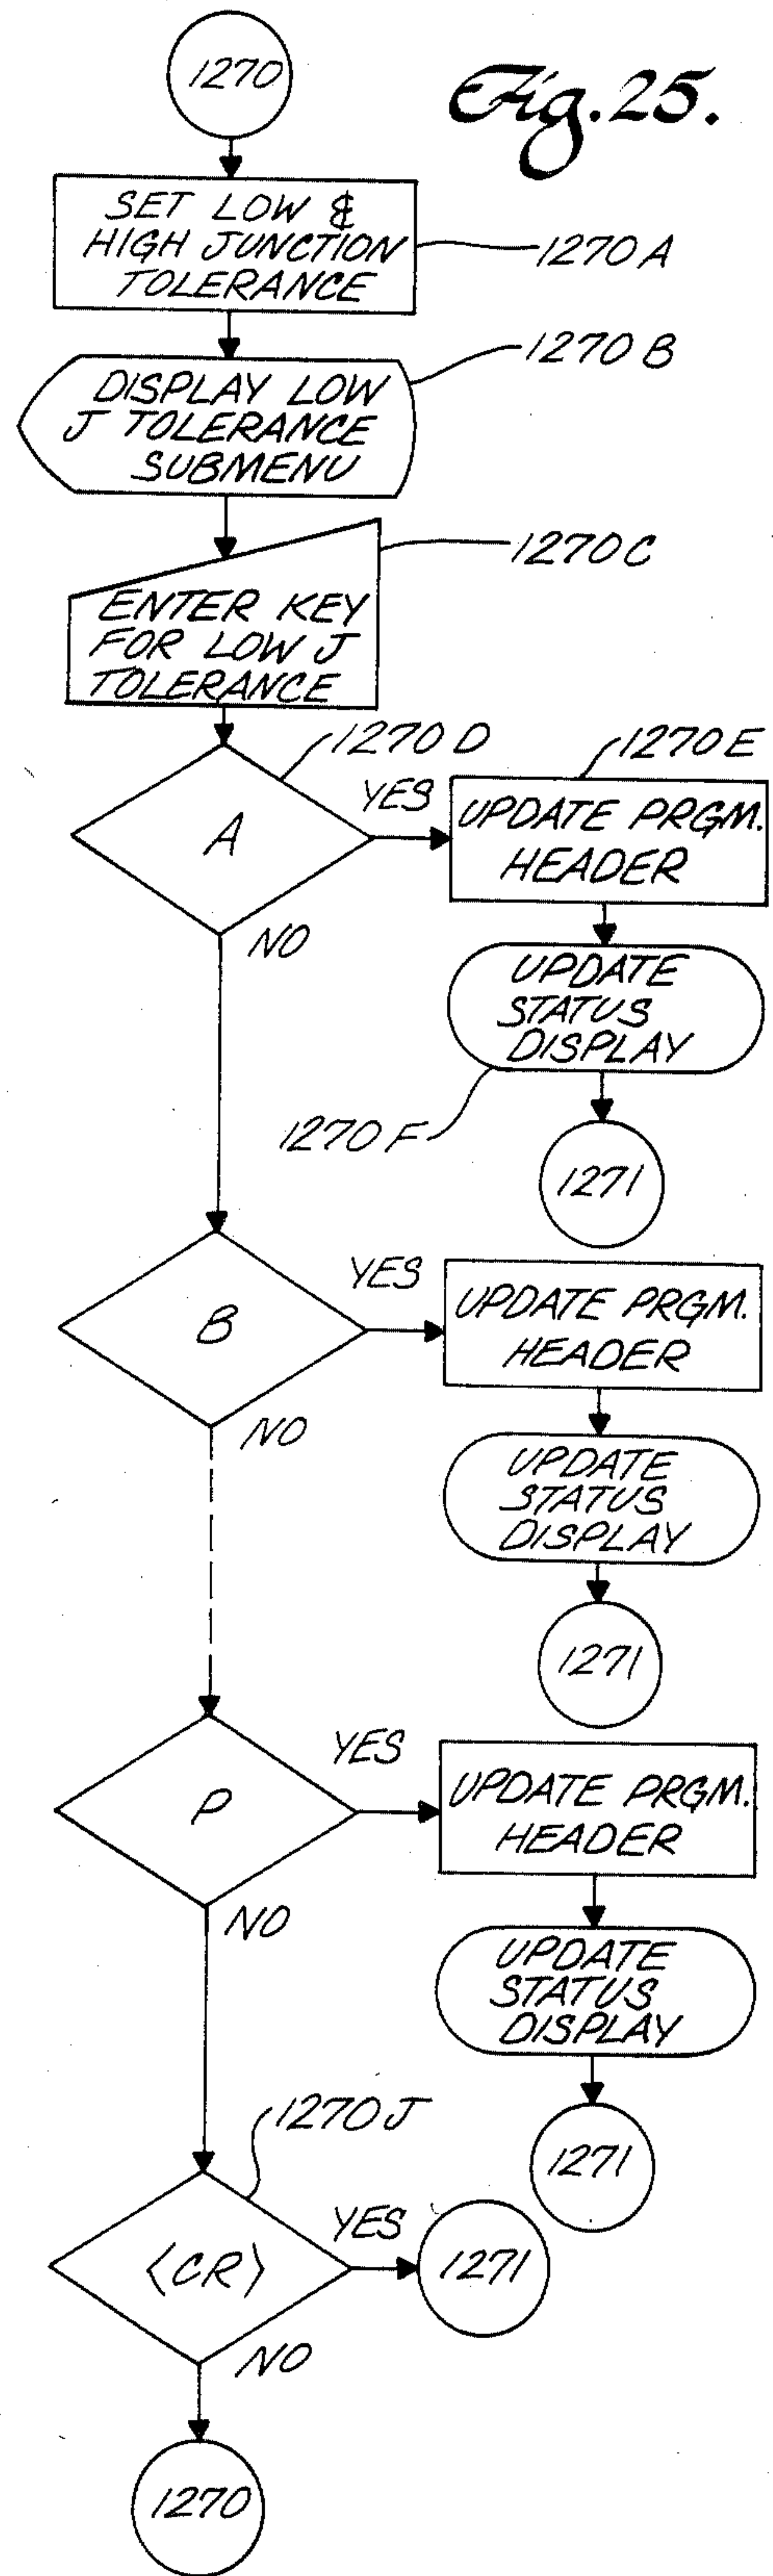 1270
Fig. 25.
SET LOW &
HIGH JUNCTION
TOLERANCE
1270 A
DISPLAY LOW
J TOLERANCE
SUBMENU
1270 B
ENTER KEY
FOR LOW J
TOLERANCE
1270 C
A
1270 D
YES
NO
UPDATE PRGM.
HEADER
1270 E
UPDATE
STATUS
DISPLAY
1270 F
1271
B
YES
NO
UPDATE PRGM.
HEADER
UPDATE
STATUS
DISPLAY
1271
P
YES
NO
UPDATE PRGM.
HEADER
UPDATE
STATUS
DISPLAY
1271
1270 J
<CR>
YES
1271
NO
1270